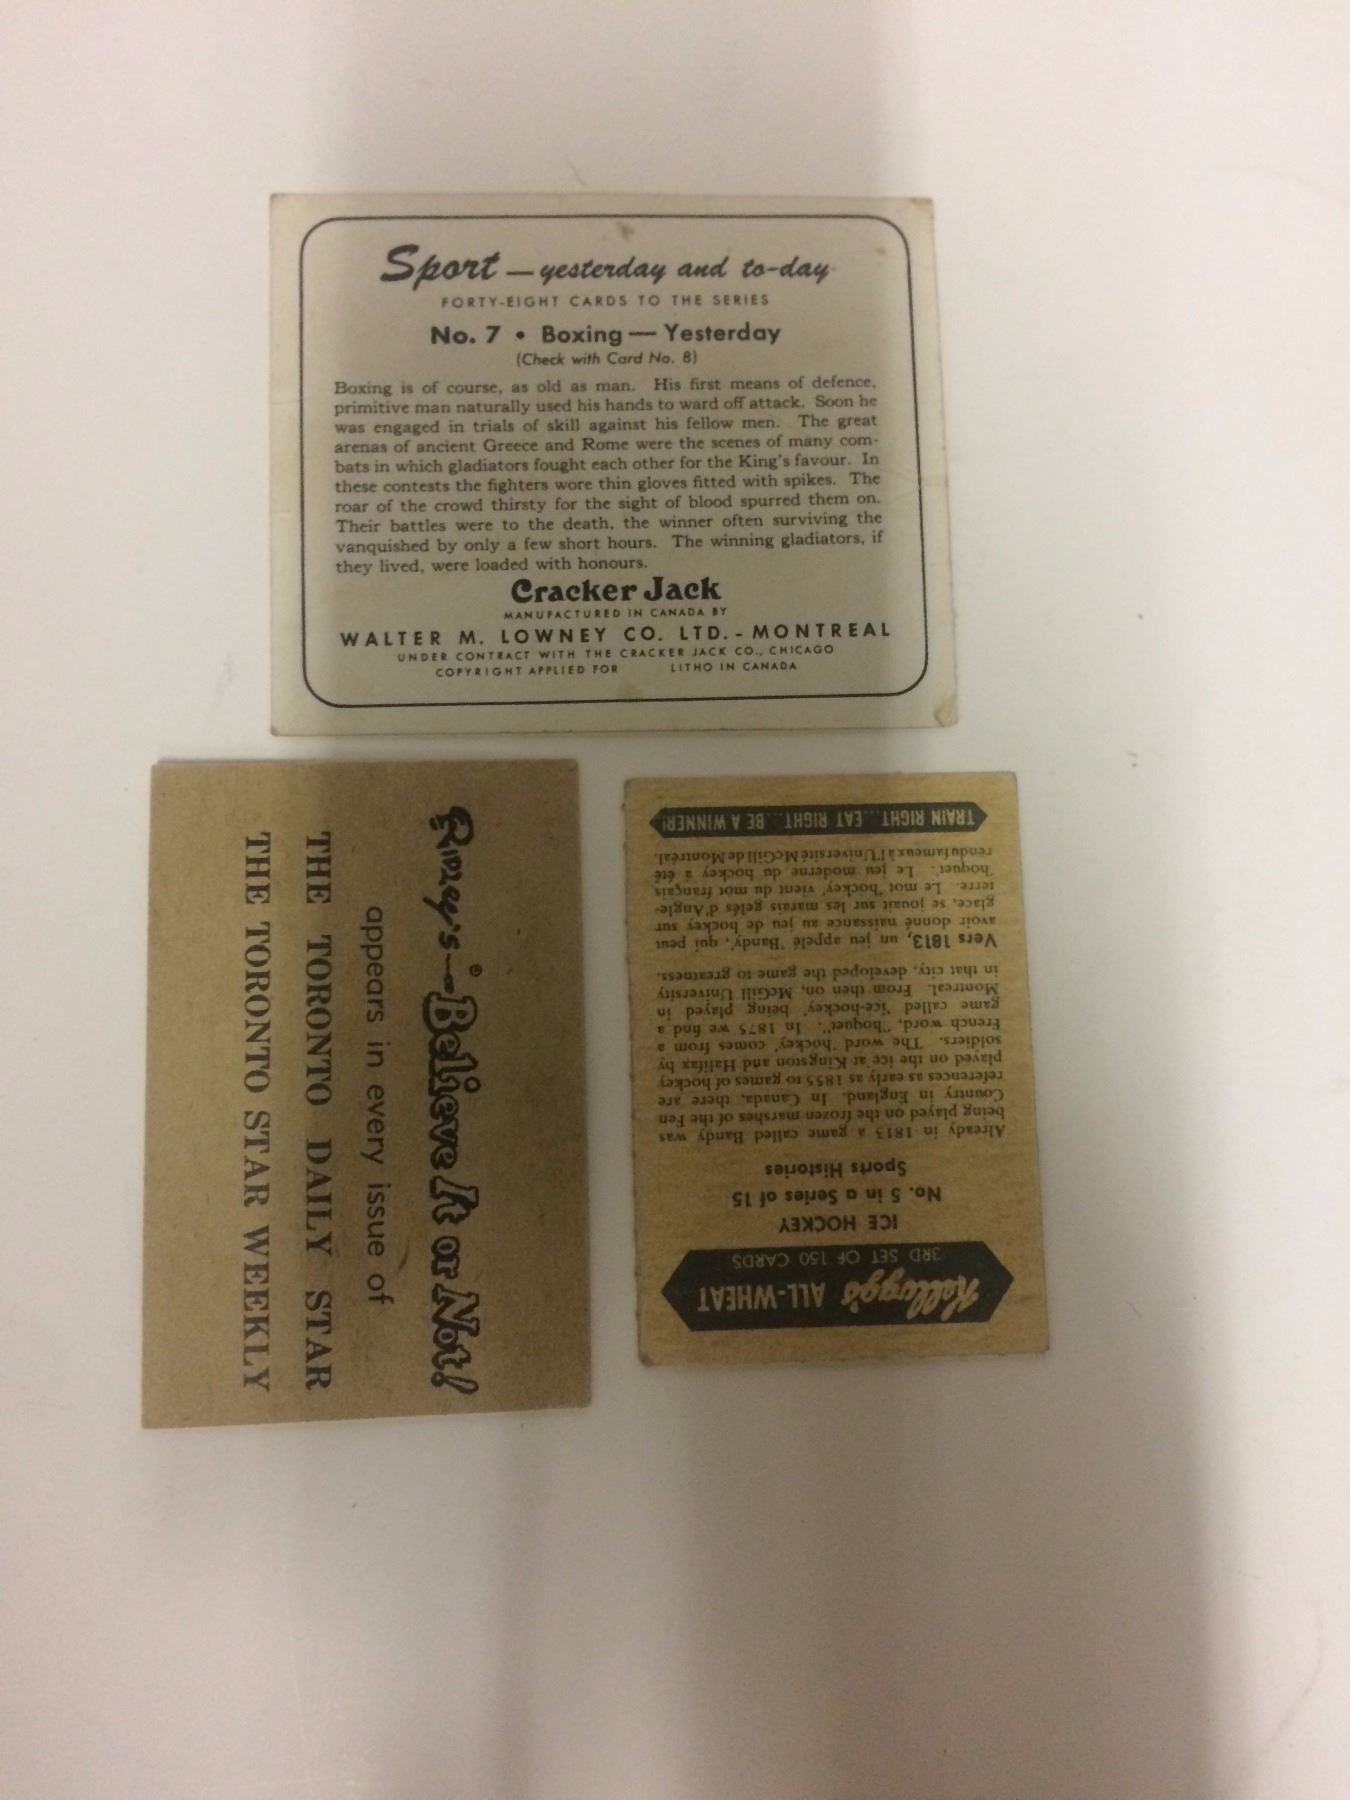 Sport — yesterday and to-day
FORTY-EIGHT CARDS TO THE SERIES
No. 7 • Boxing — Yesterday
(Check with Card No. 8)
Boxing is of course, as old as man. His first means of defence,
primitive man naturally used his hands to ward off attack. Soon he
was engaged in trials of skill against his fellow men. The great
arenas of ancient Greece and Rome were the scenes of many com-
bats in which gladiators fought each other for the King's favour. In
these contests the fighters wore thin gloves fitted with spikes. The
roar of the crowd thirsty for the sight of blood spurred them on.
Their battles were to the death, the winner often surviving the
vanquished by only a few short hours. The winning gladiators, if
they lived, were loaded with honours.
Cracker Jack
MANUFACTURED IN CANADA BY
WALTER M. LOWNEY CO. LTD. - MONTREAL
UNDER CONTRACT WITH THE CRACKER JACK CO., CHICAGO
COPYRIGHT APPLIED FOR LITHO IN CANADA
Ripley's — Believe It or Not!
®
appears in every issue of
THE TORONTO DAILY STAR
THE TORONTO STAR WEEKLY
Kellogg's ALL-WHEAT
3RD SET OF 150 CARDS
ICE HOCKEY
No. 5 in a Series of 15
Sports Histories
Already in 1813 a game called Bandy was
being played on the frozen marshes of the Fen
Country in England. In Canada, there are
references as early as 1855 to games of hockey
played on the ice at Kingston and Halifax by
soldiers. The word 'hockey' comes from a
French word, "hoquet". In 1875 we find a
game called 'ice-hockey' being played in
Montreal. From then on, McGill University
in that city, developed the game to greatness.
Vers 1813, un jeu appelé 'Bandy', qui peut
avoir donné naissance au jeu de hockey sur
glace, se jouait sur les marais gelés d'Angle-
terre. Le mot 'hockey' vient du mot français
'hoquet'. Le jeu moderne du hockey a été
rendu fameux à l'Université McGill de Montréal.
TRAIN RIGHT...EAT RIGHT...BE A WINNER!